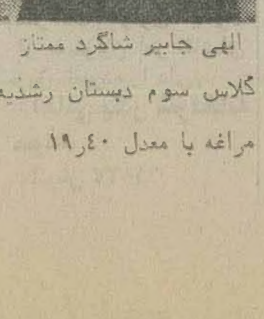 الهی جابیر شاگرد ممتاز
کلاس سوم دبستان رشدیه
مراغه با معدل ۱۹٫۴۰